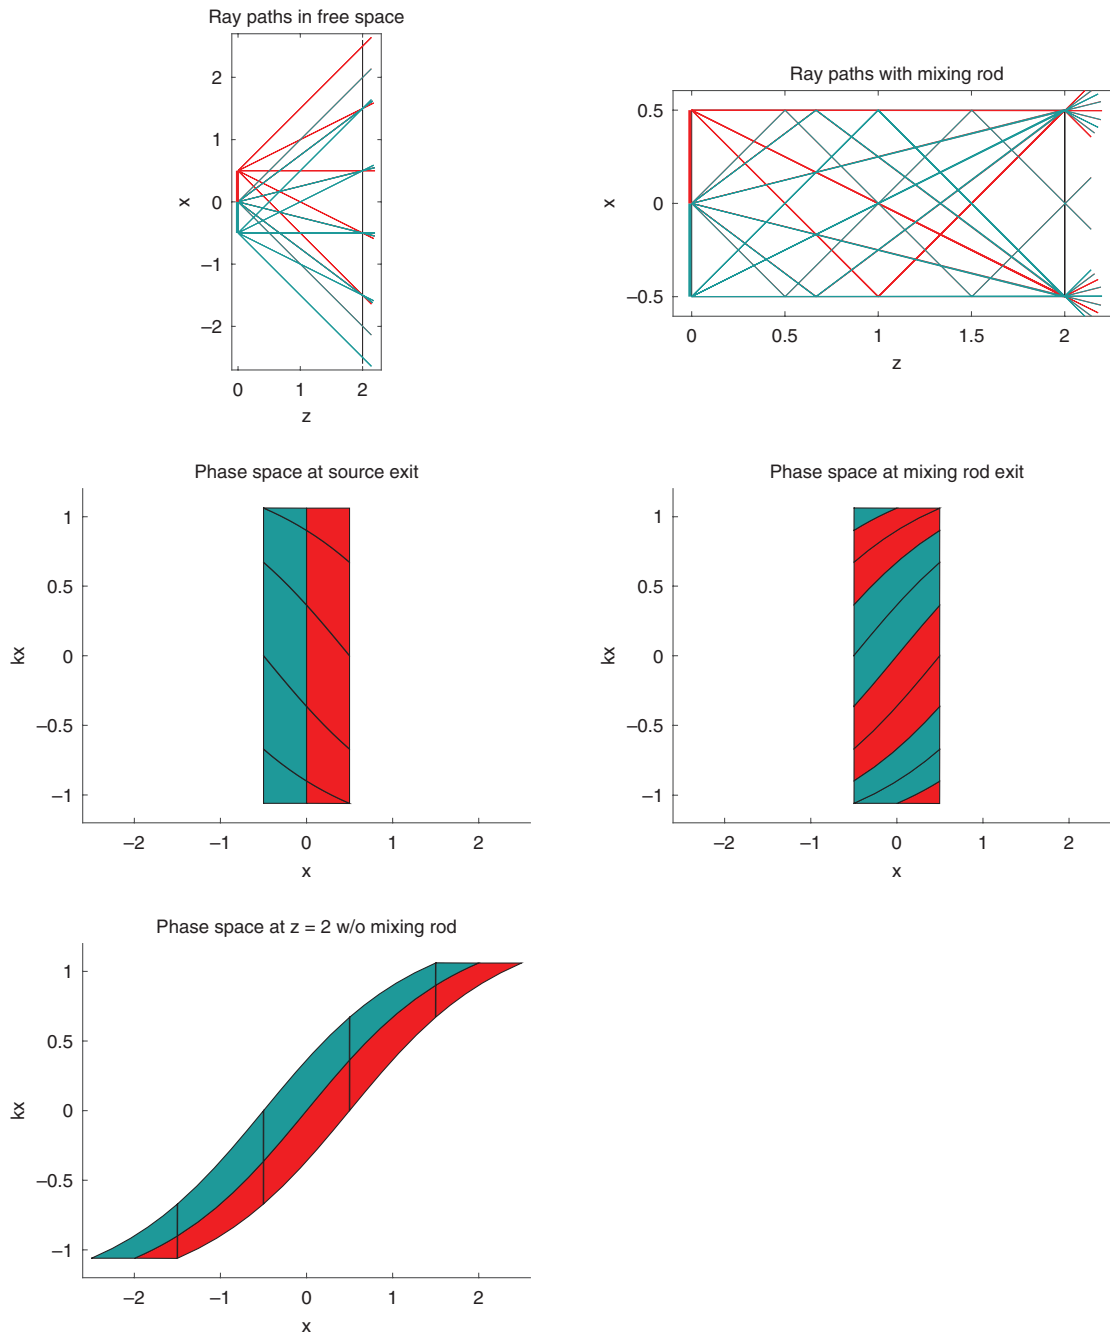 Ray paths in free space
2
1
0
−1
−2
x
0 1 2
z
Ray paths with mixing rod
0.5
0
−0.5
x
0 0.5 1 1.5 2
z
Phase space at source exit
1
0.5
0
−0.5
−1
kx
−2 −1 0 1 2
x
Phase space at mixing rod exit
1
0.5
0
−0.5
−1
kx
−2 −1 0 1 2
x
Phase space at z = 2 w/o mixing rod
1
0.5
0
−0.5
−1
kx
−2 −1 0 1 2
x